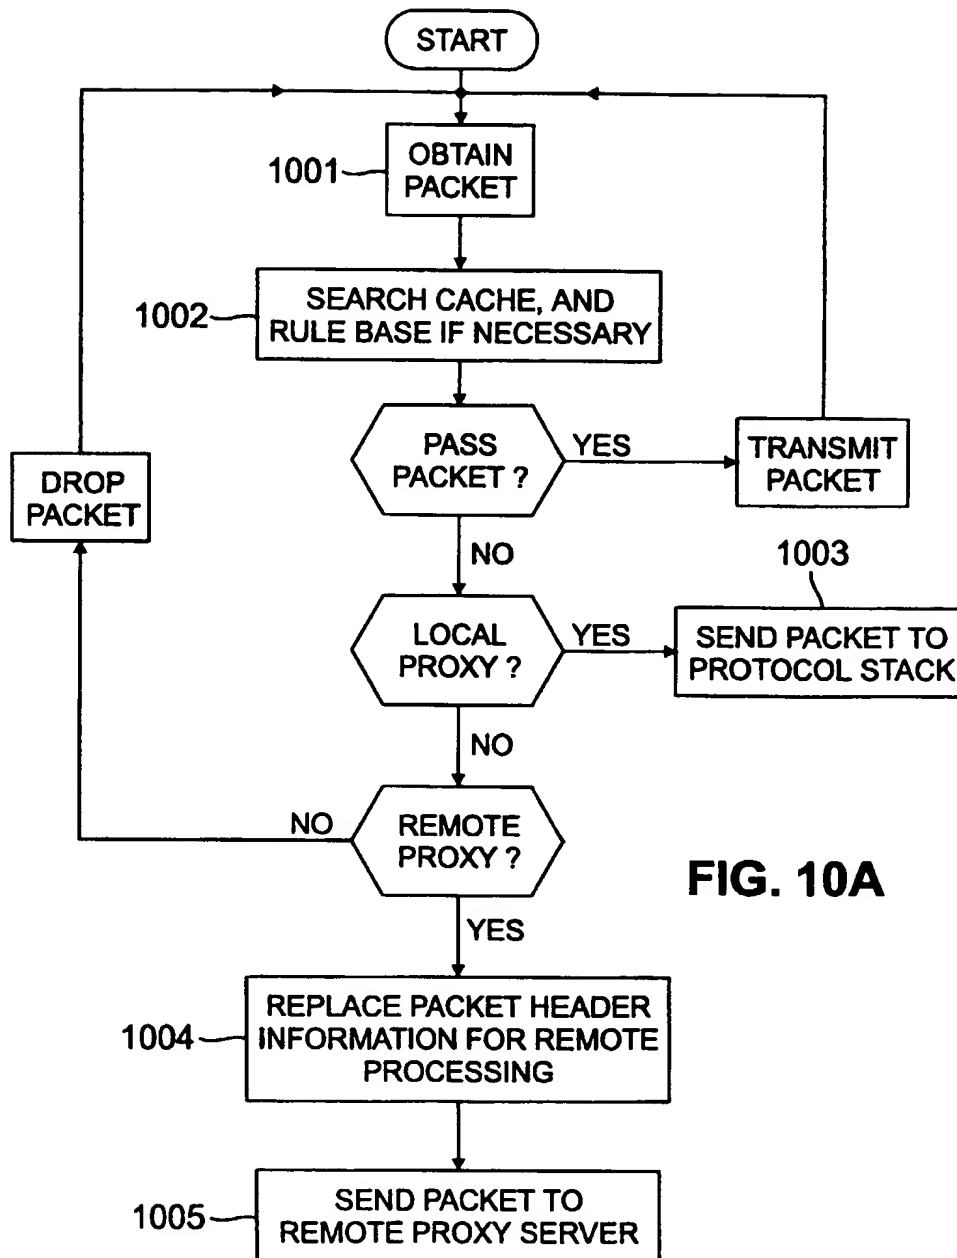 START
1001
OBTAIN
PACKET
1002
SEARCH CACHE, AND
RULE BASE IF NECESSARY
PASS
PACKET ?
YES
TRANSMIT
PACKET
DROP
PACKET
NO
1003
LOCAL
PROXY ?
YES
SEND PACKET TO
PROTOCOL STACK
NO
NO
REMOTE
PROXY ?
FIG. 10A
YES
1004
REPLACE PACKET HEADER
INFORMATION FOR REMOTE
PROCESSING
1005
SEND PACKET TO
REMOTE PROXY SERVER